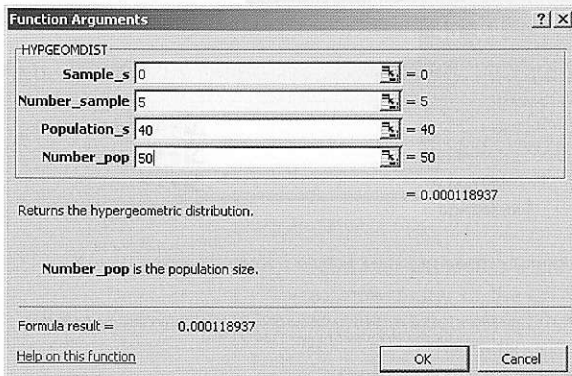 Function Arguments ? X
HYPGEOMDIST
Sample_s 0 = 0
Number_sample 5 = 5
Population_s 40 = 40
Number_pop 50 = 50
= 0.000118937
Returns the hypergeometric distribution.
Number_pop is the population size.
Formula result = 0.000118937
Help on this function OK Cancel